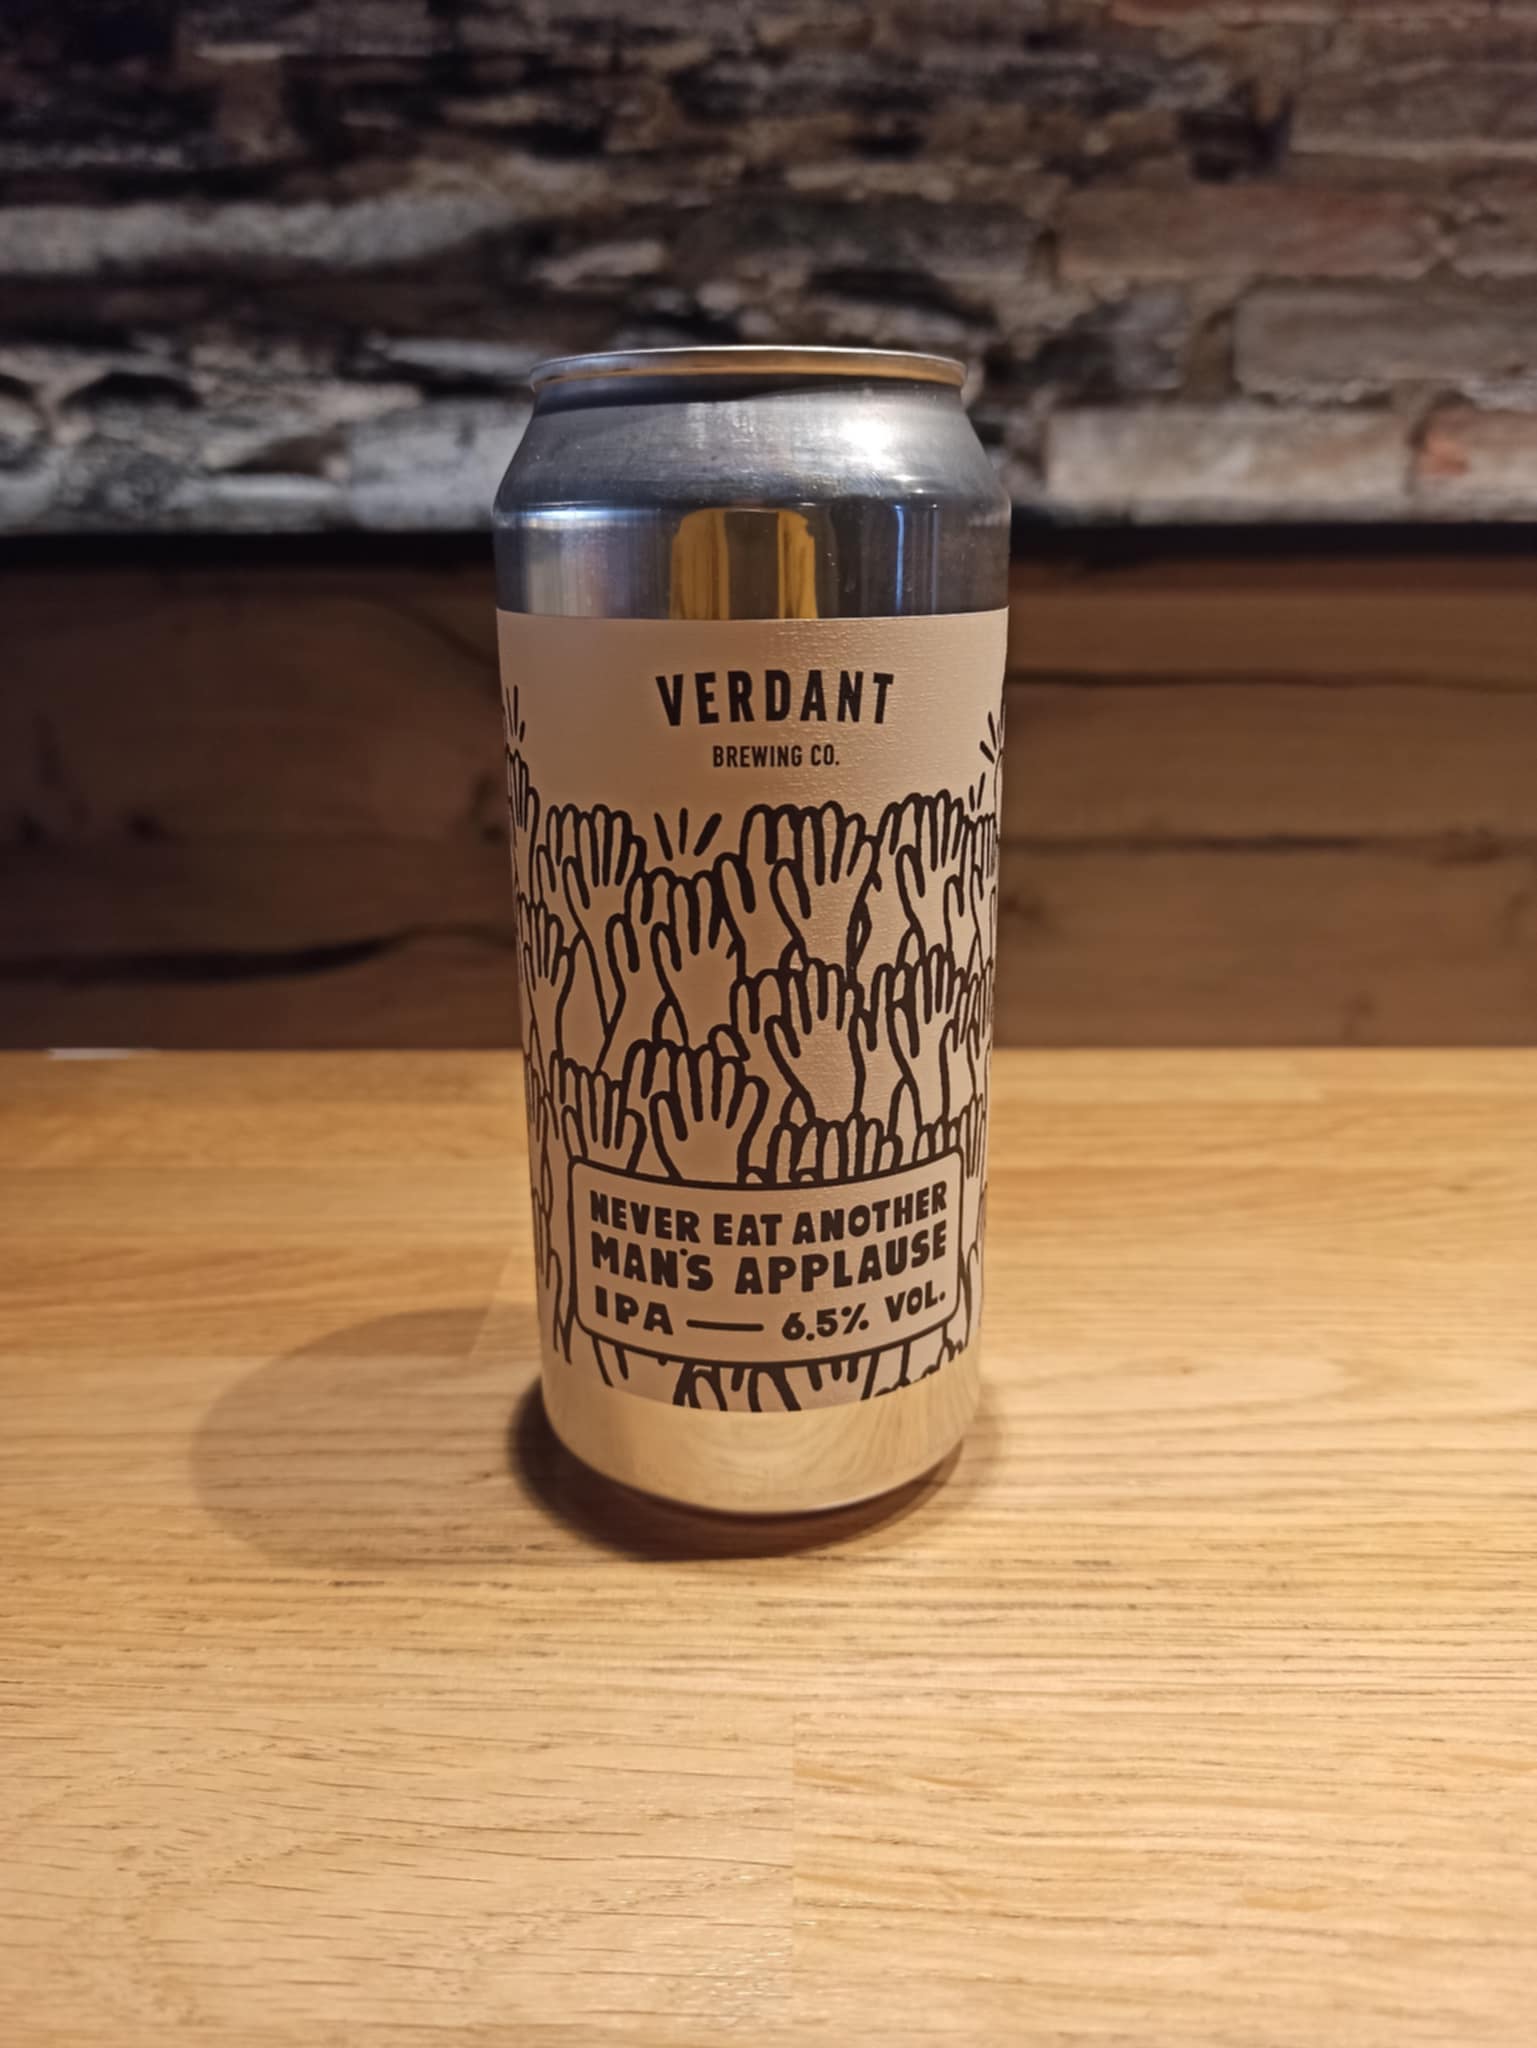 VERDANT
BREWING CO.
NEVER EAT ANOTHER
MAN'S APPLAUSE
IPA — 6.5% VOL.